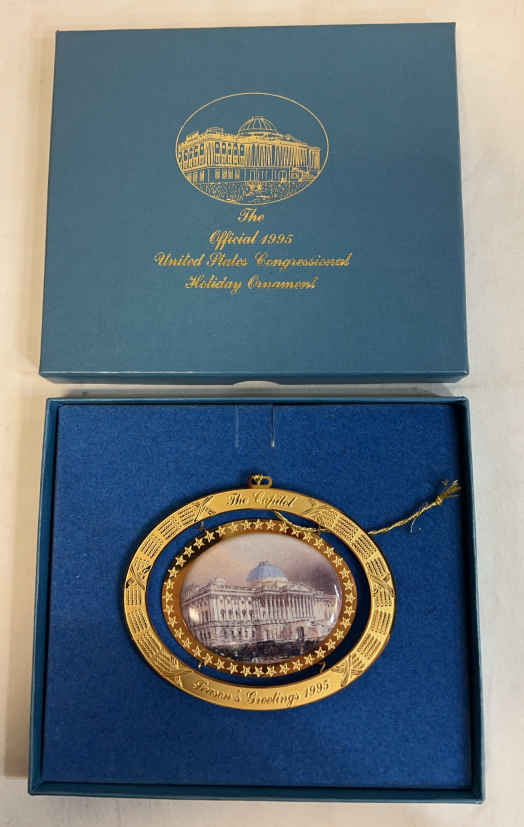 The
Official 1995
United States Congressional
Holiday Ornament
The Capitol
Season's Greetings 1995